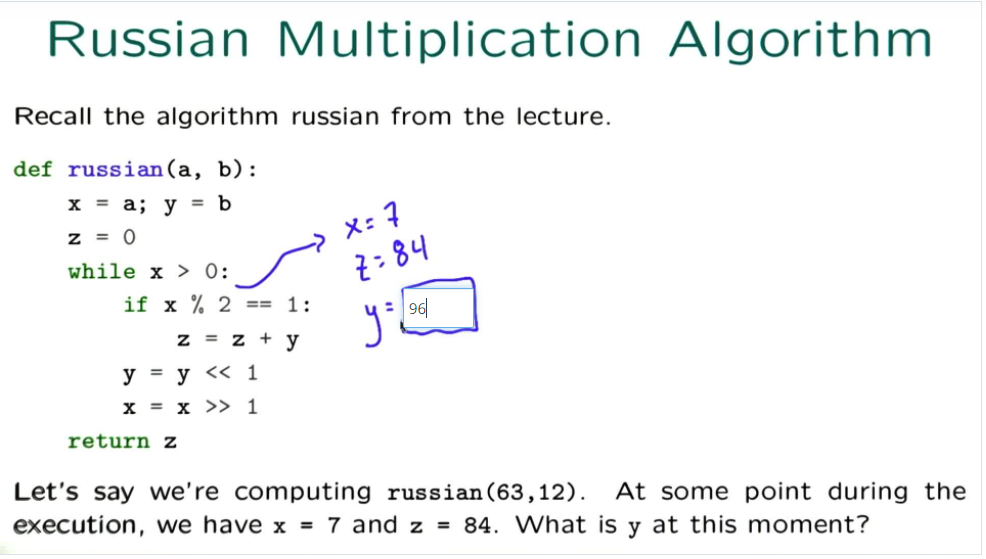 Russian Multiplication Algorithm
Recall the algorithm russian from the lecture.
def russian(a, b):
x = a; y = b
z = 0
while x > 0:
if x % 2 == 1:
z = z + y
y = y << 1
x = x >> 1
return z
x = 7
z = 84
y = 96
Let's say we're computing russian(63,12). At some point during the
execution, we have x = 7 and z = 84. What is y at this moment?